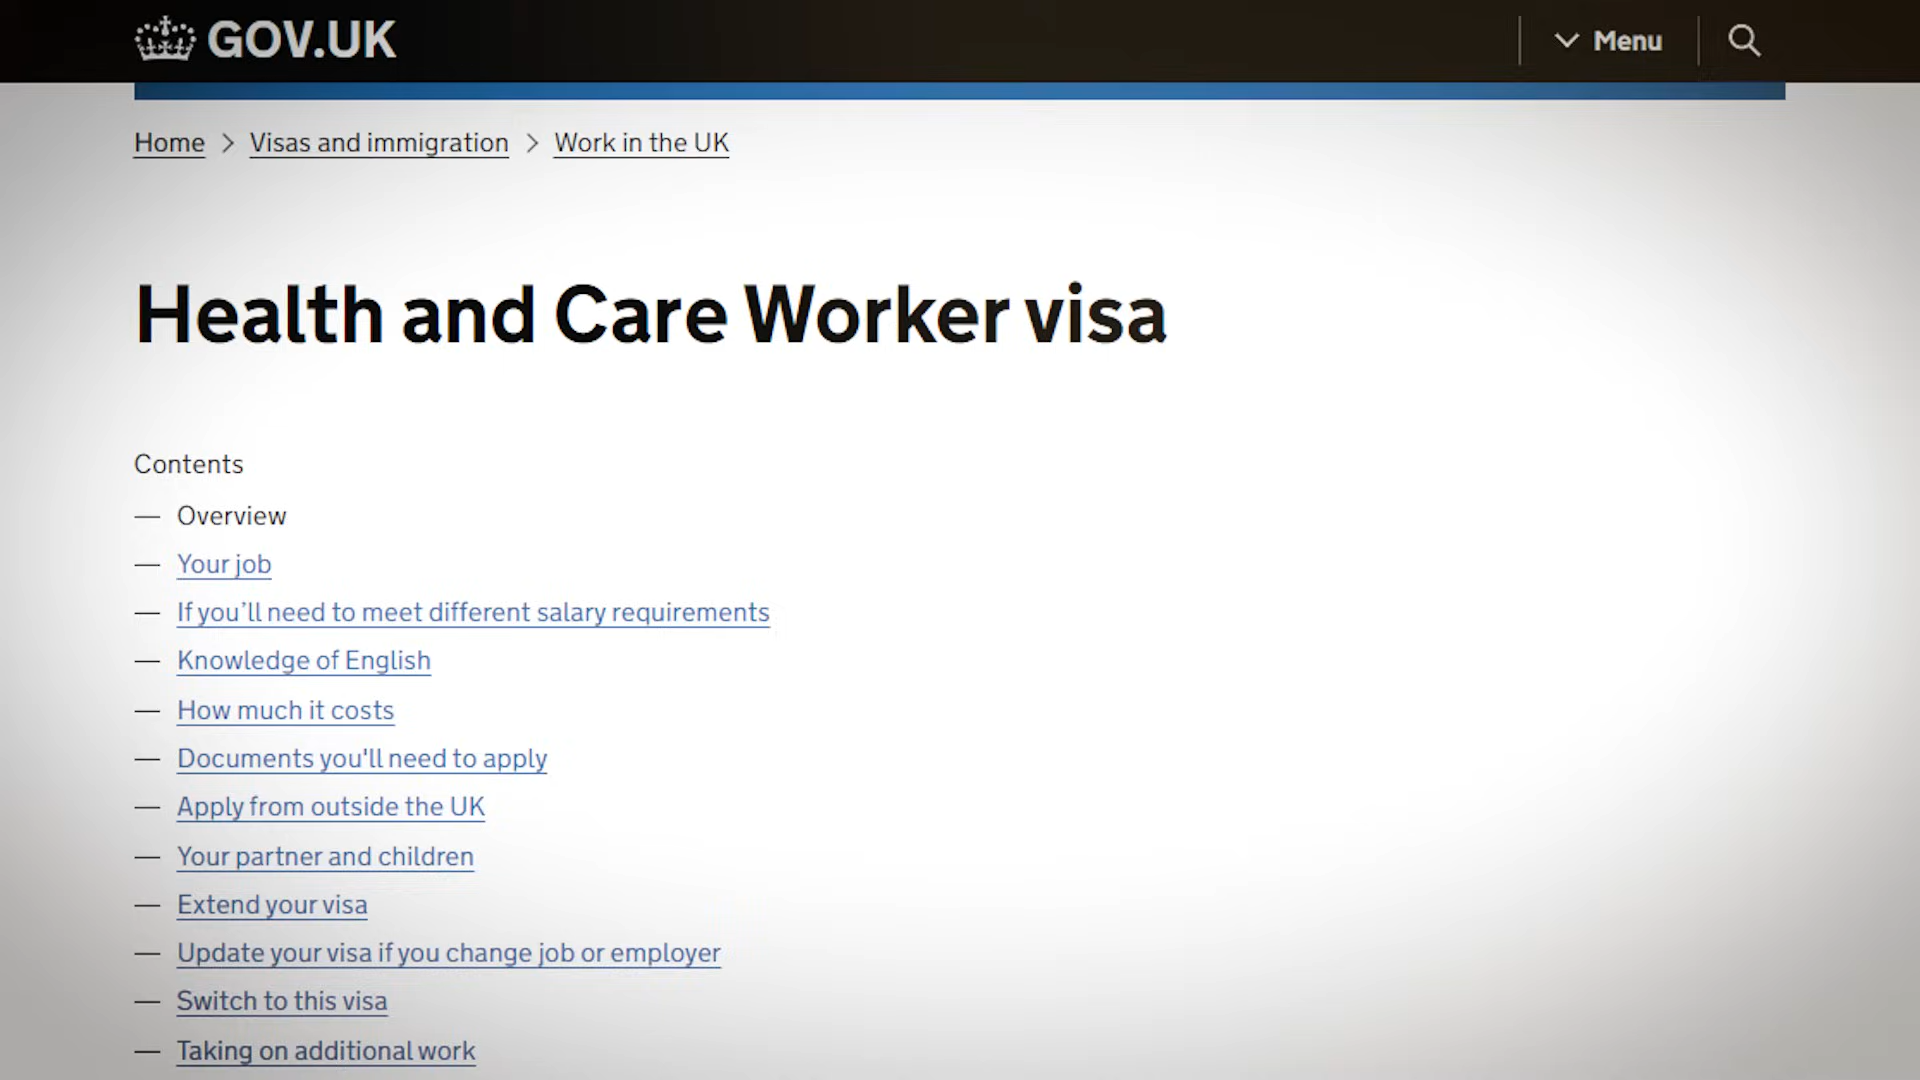 GOV.UK
Menu
Home > Visas and immigration > Work in the UK
Health and Care Worker visa
Contents
— Overview
— Your job
— If you’ll need to meet different salary requirements
— Knowledge of English
— How much it costs
— Documents you'll need to apply
— Apply from outside the UK
— Your partner and children
— Extend your visa
— Update your visa if you change job or employer
— Switch to this visa
— Taking on additional work